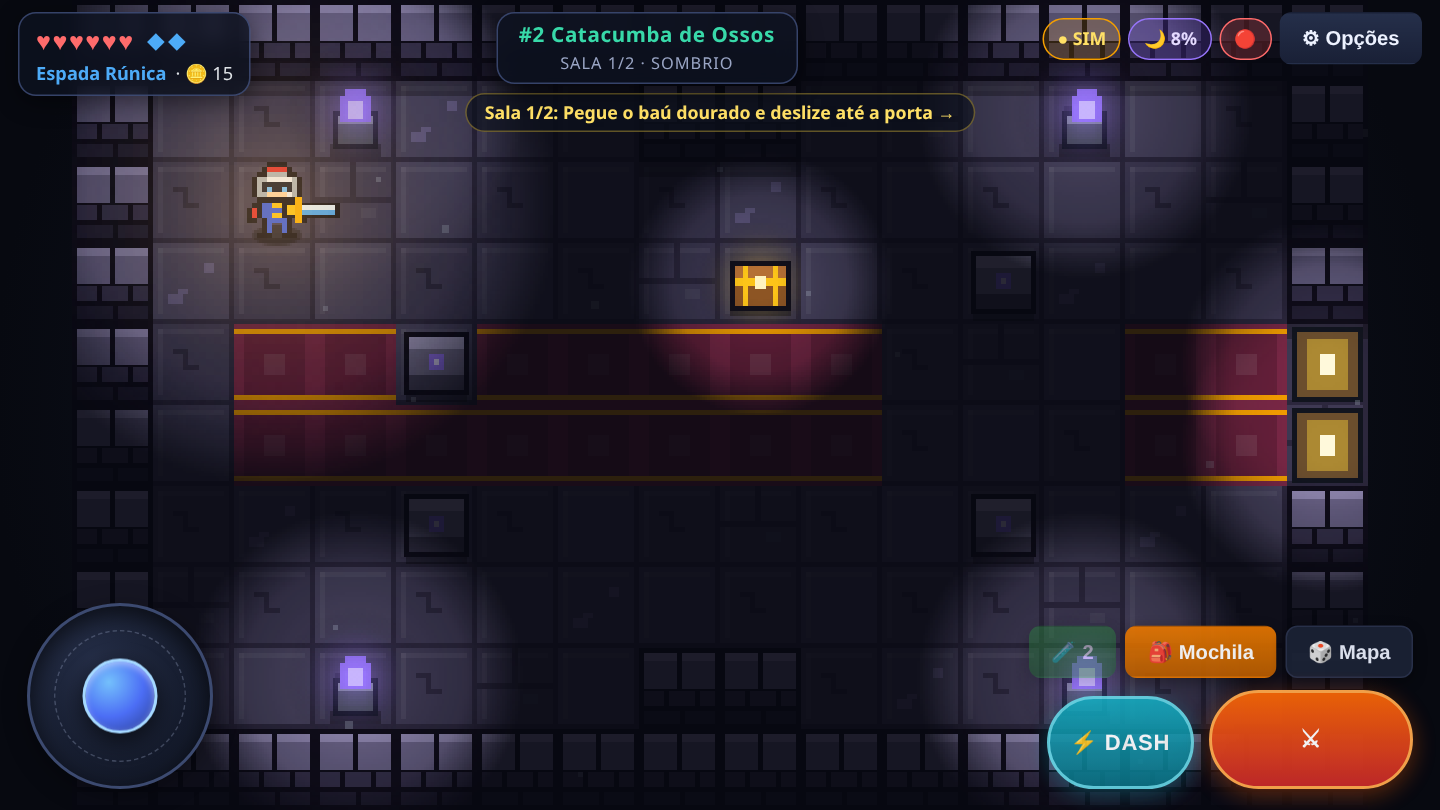 Espada Rúnica · 15
#2 Catacumba de Ossos
SALA 1/2 · SOMBRIO
Sala 1/2: Pegue o baú dourado e deslize até a porta →
● SIM
8%
Opções
2
Mochila
Mapa
DASH